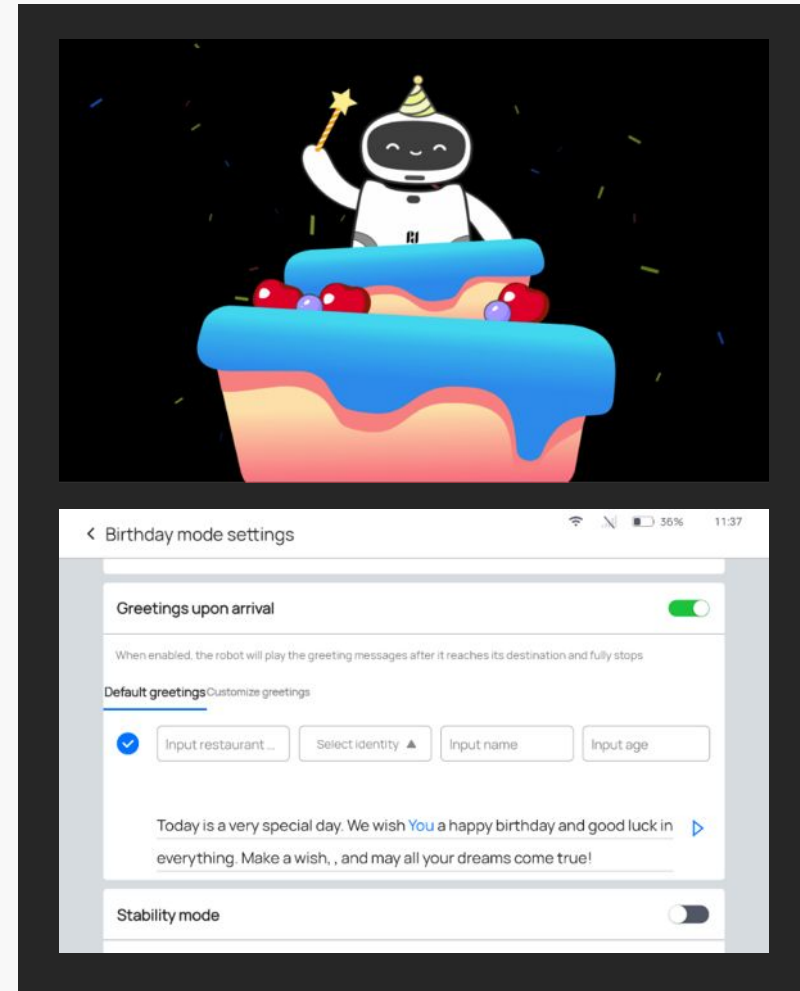 Birthday mode settings
36%
11:37
Greetings upon arrival
When enabled, the robot will play the greeting messages after it reaches its destination and fully stops
Default greetings Customize greetings
Input restaurant ...
Select identity ▲
Input name
Input age
Today is a very special day. We wish You a happy birthday and good luck in
everything. Make a wish, , and may all your dreams come true!
Stability mode